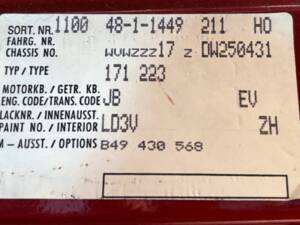 SORT. NR. 1100 48-1-1449 211 HO
FAHRG. NR.
CHASSIS NO. WVWZZZ17 Z DW250431
TYP / TYPE 171 223
MOTORKB. / GETR. KB.
ENG. CODE/TRANS. CODE JB EV
LACKNR. / INNENAUSST.
PAINT NO. / INTERIOR LD3V ZH
M - AUSST. / OPTIONS B49 430 568